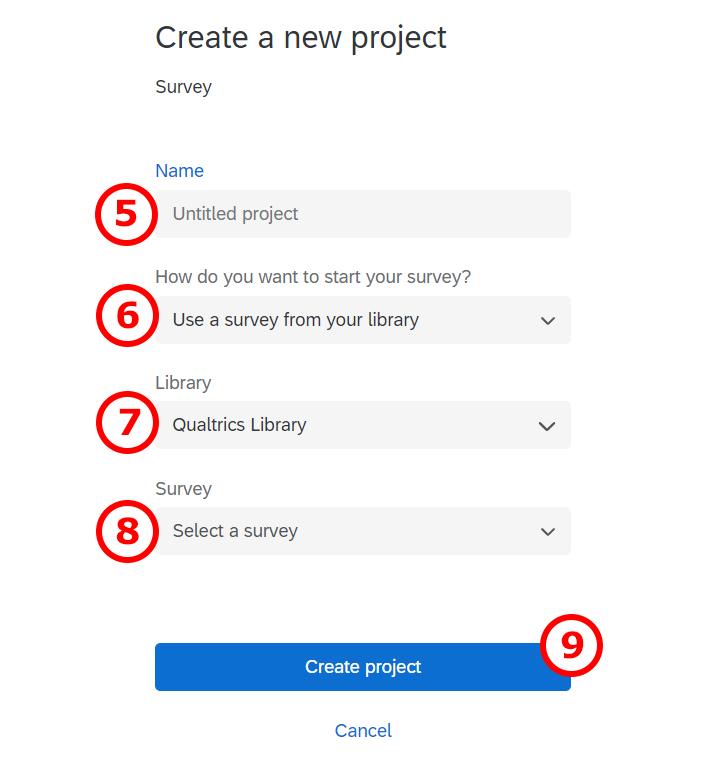 Create a new project
Survey
Name
5
Untitled project
How do you want to start your survey?
6
Use a survey from your library
Library
7
Qualtrics Library
Survey
8
Select a survey
9
Create project
Cancel